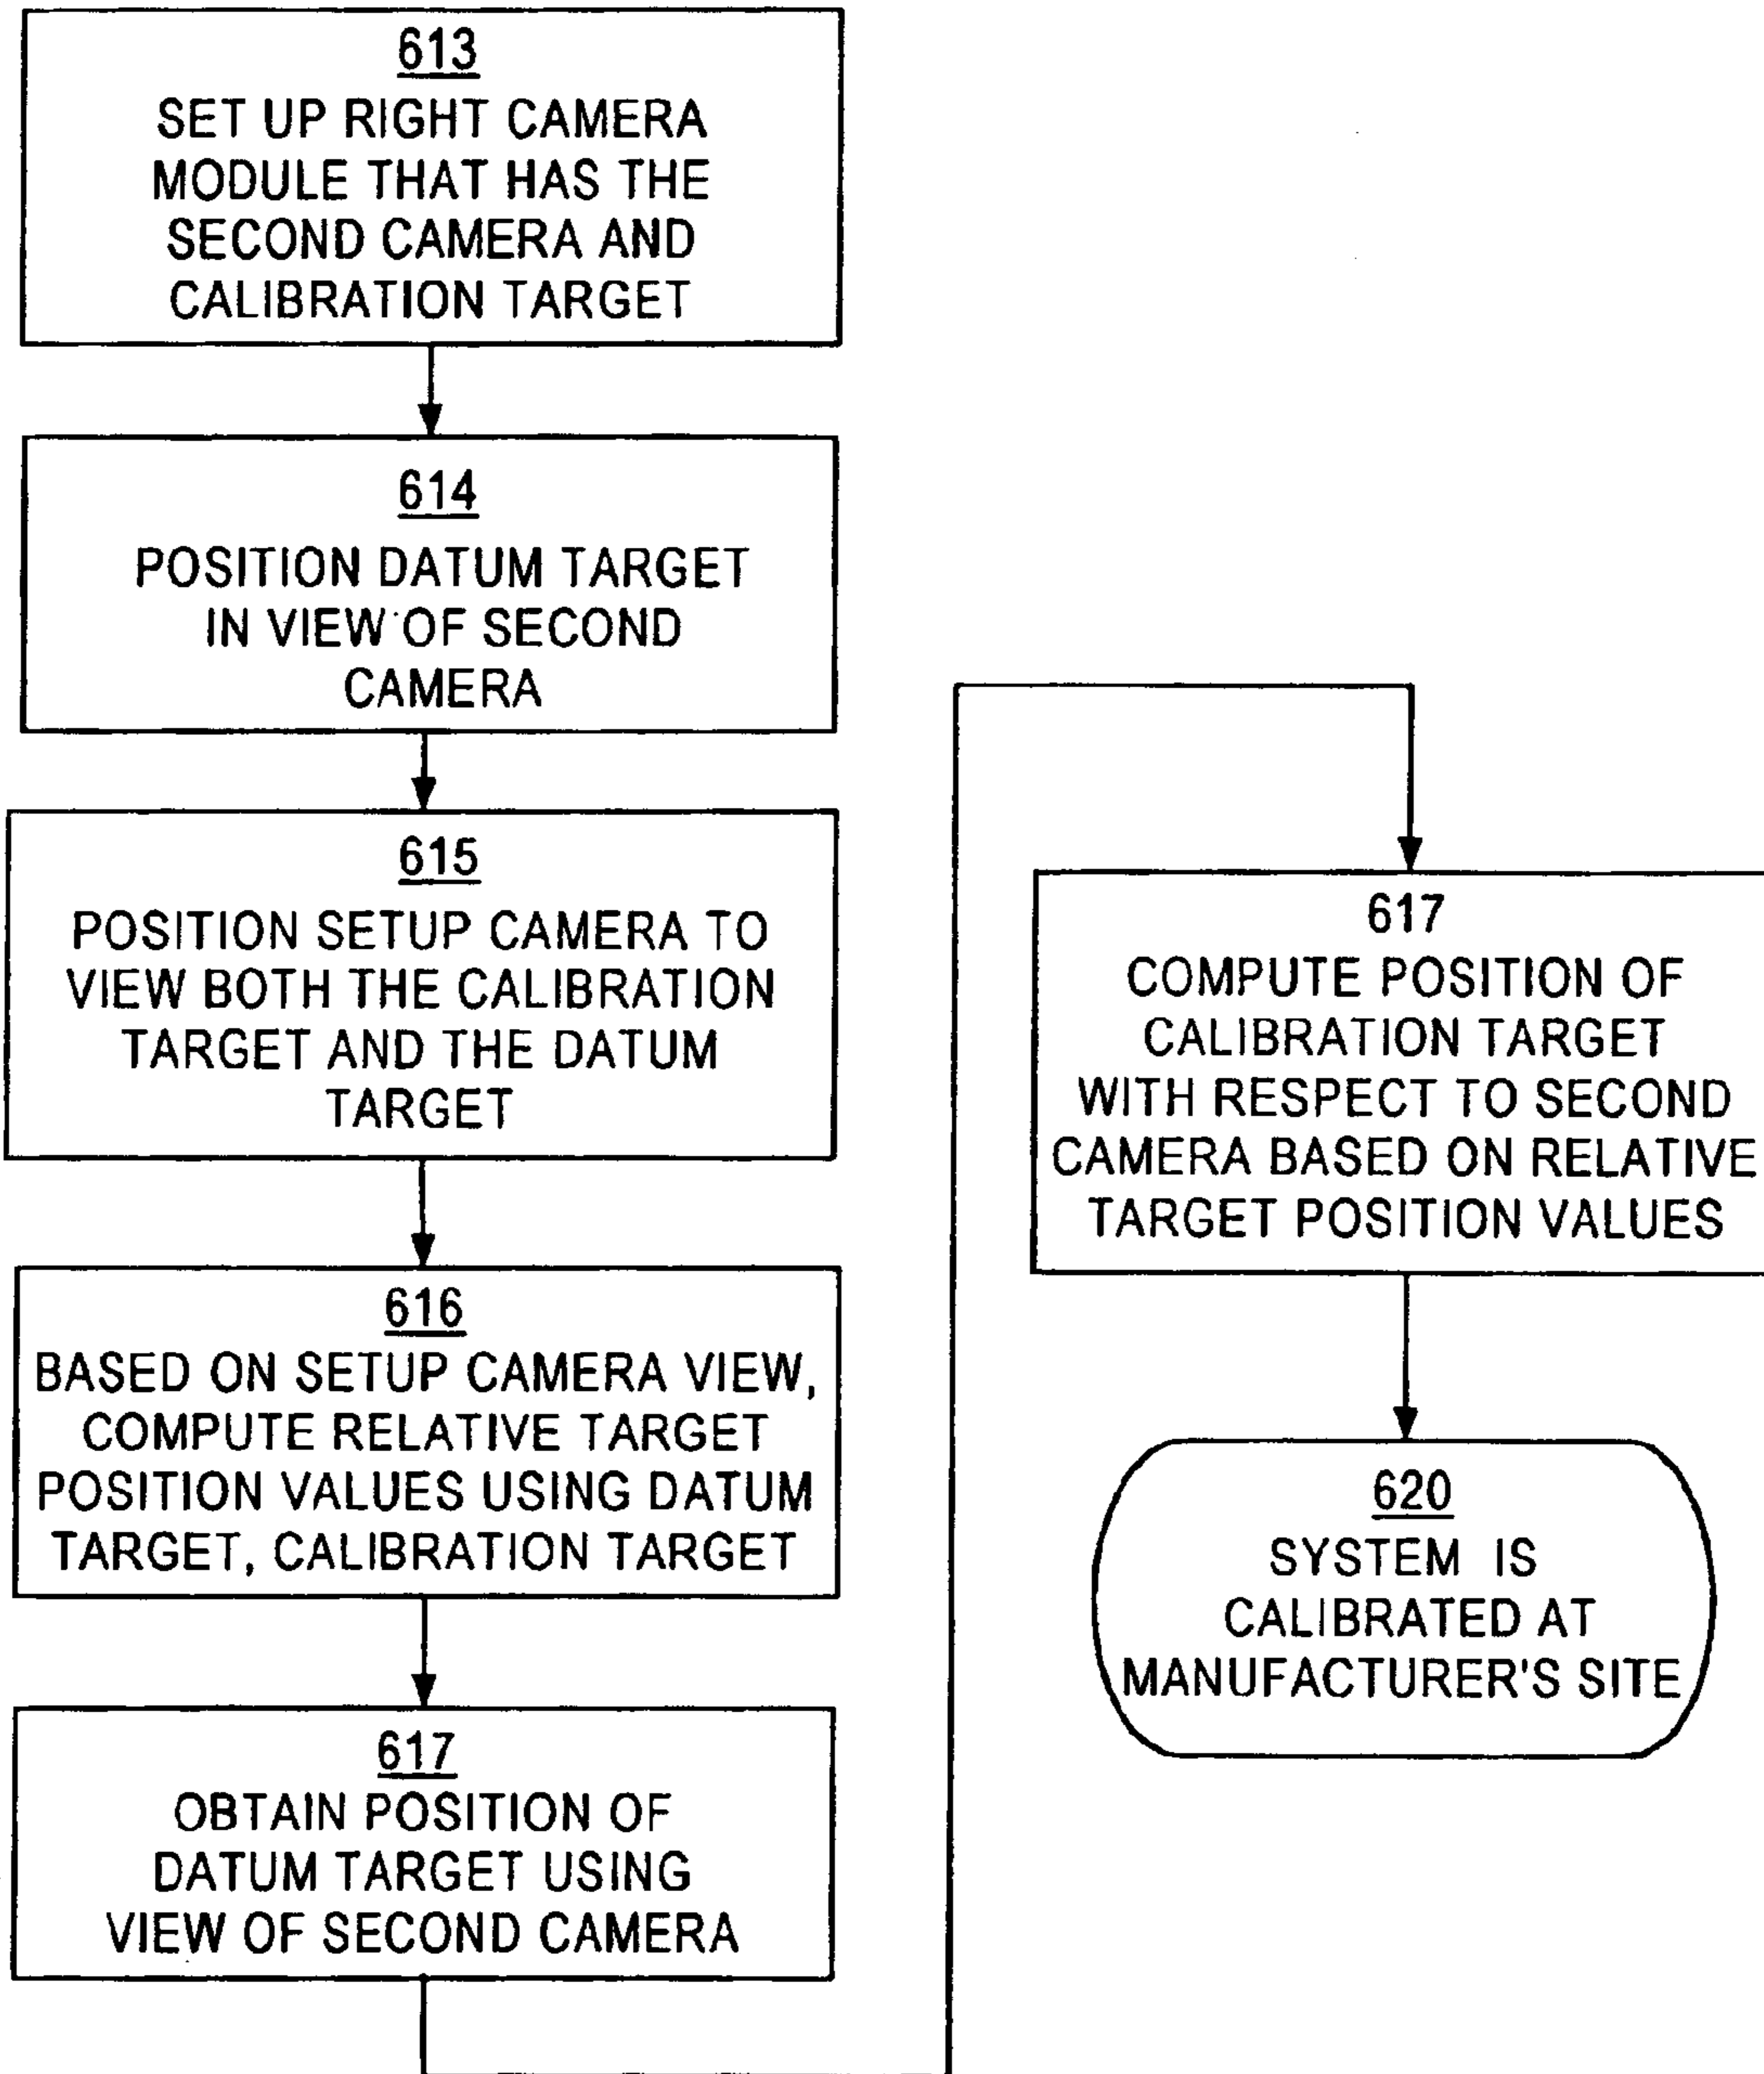 613
SET UP RIGHT CAMERA
MODULE THAT HAS THE
SECOND CAMERA AND
CALIBRATION TARGET
614
POSITION DATUM TARGET
IN VIEW OF SECOND
CAMERA
615
POSITION SETUP CAMERA TO
VIEW BOTH THE CALIBRATION
TARGET AND THE DATUM
TARGET
616
BASED ON SETUP CAMERA VIEW,
COMPUTE RELATIVE TARGET
POSITION VALUES USING DATUM
TARGET, CALIBRATION TARGET
617
OBTAIN POSITION OF
DATUM TARGET USING
VIEW OF SECOND CAMERA
617
COMPUTE POSITION OF
CALIBRATION TARGET
WITH RESPECT TO SECOND
CAMERA BASED ON RELATIVE
TARGET POSITION VALUES
620
SYSTEM IS
CALIBRATED AT
MANUFACTURER'S SITE